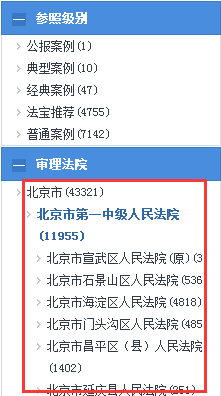 参照级别
公报案例(1)
典型案例(10)
经典案例(47)
法宝推荐(4755)
普通案例(7142)
审理法院
北京市(43321)
北京市第一中级人民法院
(11955)
北京市宣武区人民法院(原)(3
北京市石景山区人民法院(536
北京市海淀区人民法院(4818)
北京市门头沟区人民法院(485
北京市昌平区（县）人民法院
(1402)
北京市延庆县人民法院(251)